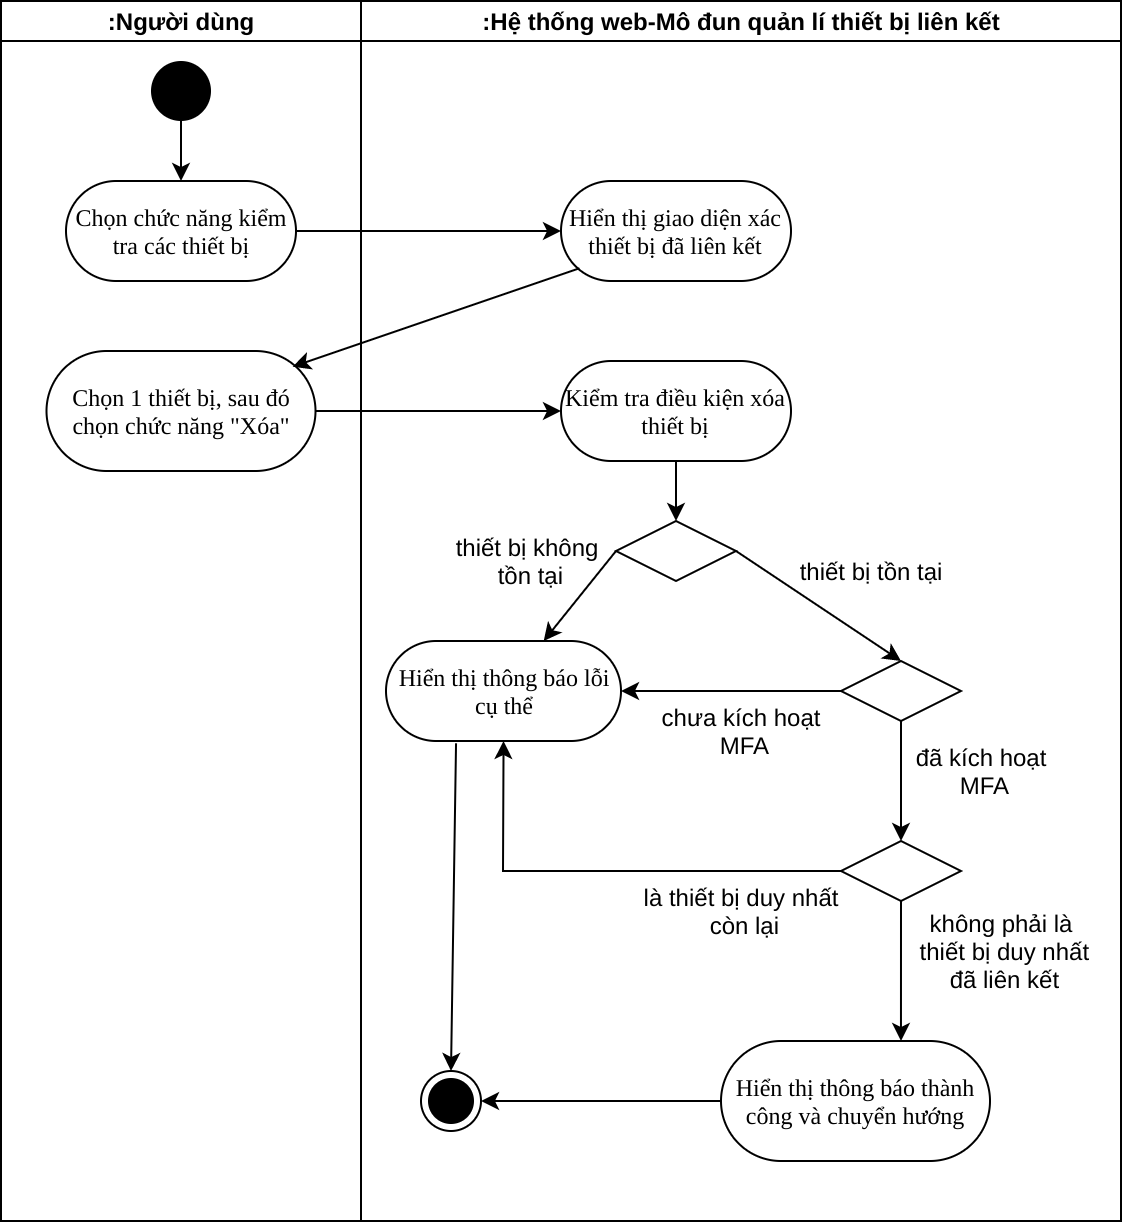 :Người dùng
:Hệ thống web-Mô đun quản lí thiết bị liên kết
Chọn chức năng kiểm
tra các thiết bị
Hiển thị giao diện xác
thiết bị đã liên kết
Chọn 1 thiết bị, sau đó
chọn chức năng "Xóa"
Kiểm tra điều kiện xóa
thiết bị
thiết bị không
tồn tại
thiết bị tồn tại
Hiển thị thông báo lỗi
cụ thể
chưa kích hoạt
MFA
đã kích hoạt
MFA
là thiết bị duy nhất
còn lại
không phải là
thiết bị duy nhất
đã liên kết
Hiển thị thông báo thành
công và chuyển hướng